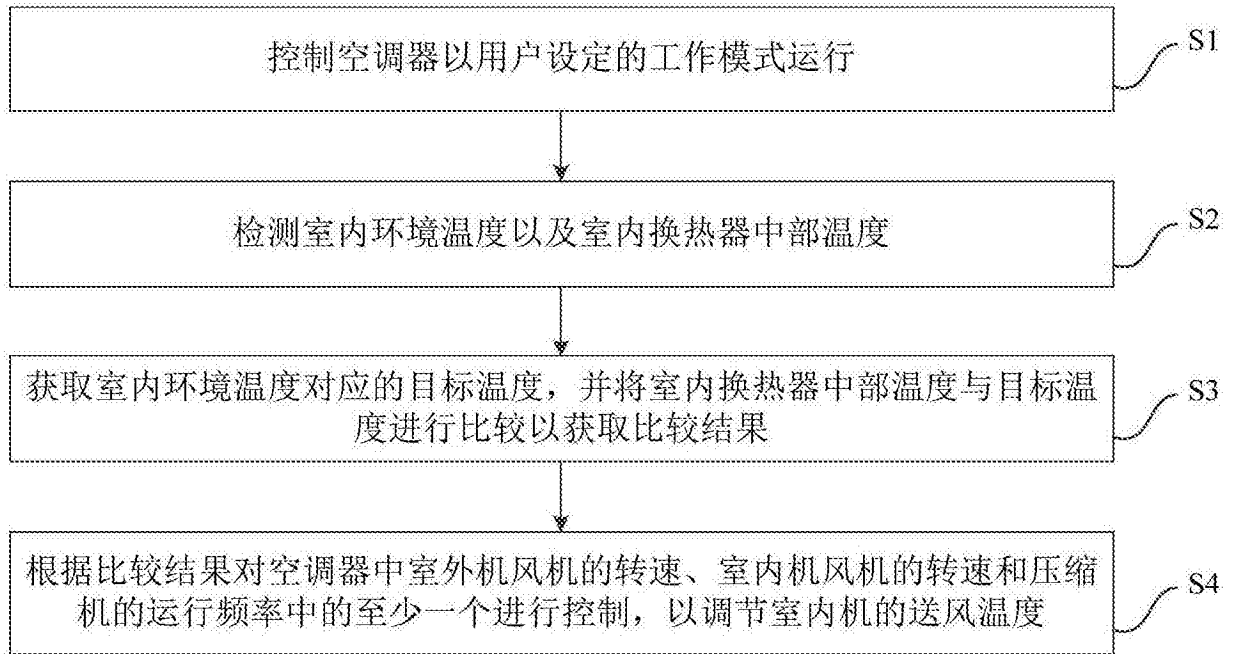 控制空调器以用户设定的工作模式运行
S1
检测室内环境温度以及室内换热器中部温度
S2
获取室内环境温度对应的目标温度，并将室内换热器中部温度与目标温
度进行比较以获取比较结果
S3
根据比较结果对空调器中室外机风机的转速、室内机风机的转速和压缩
机的运行频率中的至少一个进行控制，以调节室内机的送风温度
S4